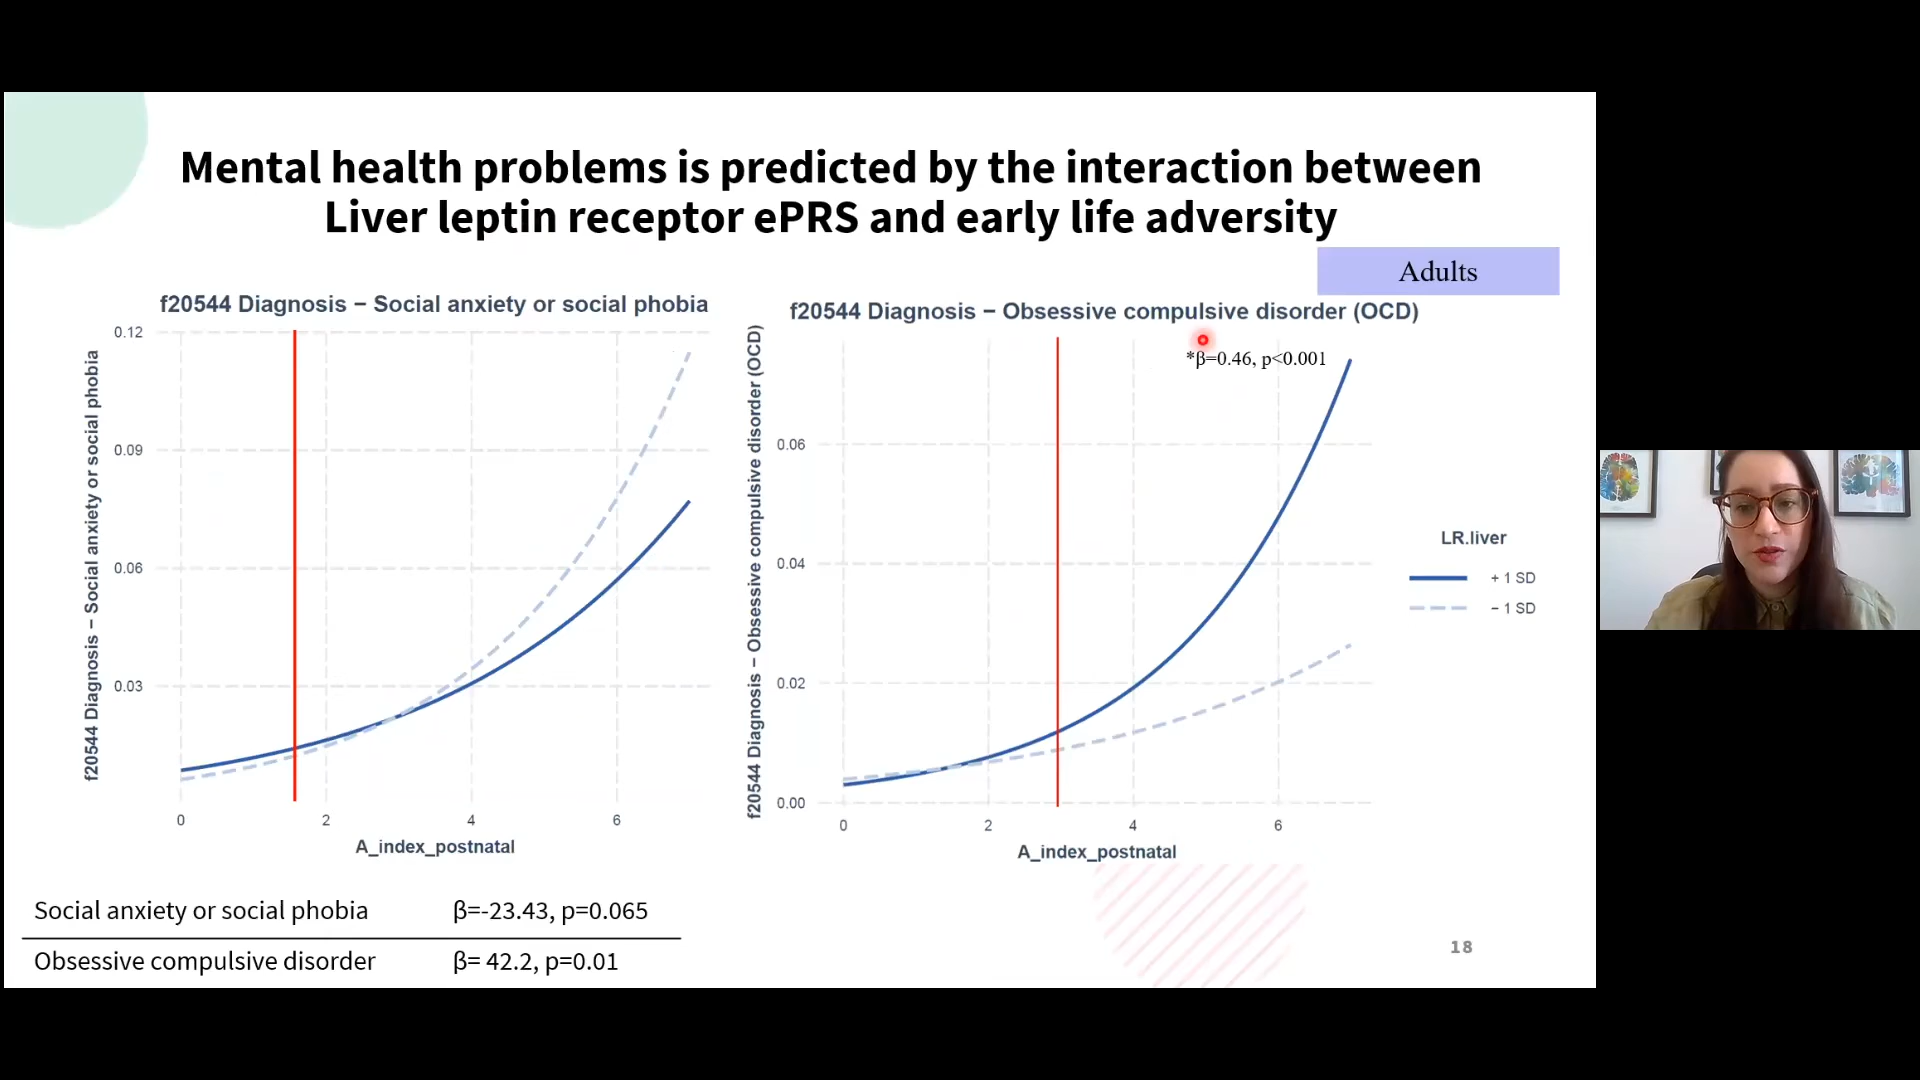 Mental health problems is predicted by the interaction between
Liver leptin receptor ePRS and early life adversity
Adults
f20544 Diagnosis − Social anxiety or social phobia
f20544 Diagnosis − Social anxiety or social phobia
0.12
0.09
0.06
0.03
0
2
4
6
A_index_postnatal
f20544 Diagnosis − Obsessive compulsive disorder (OCD)
*β=0.46, p<0.001
f20544 Diagnosis − Obsessive compulsive disorder (OCD)
0.06
0.04
0.02
0.00
0
2
4
6
A_index_postnatal
LR.liver
+ 1 SD
− 1 SD
Social anxiety or social phobia β=-23.43, p=0.065
Obsessive compulsive disorder β= 42.2, p=0.01
18